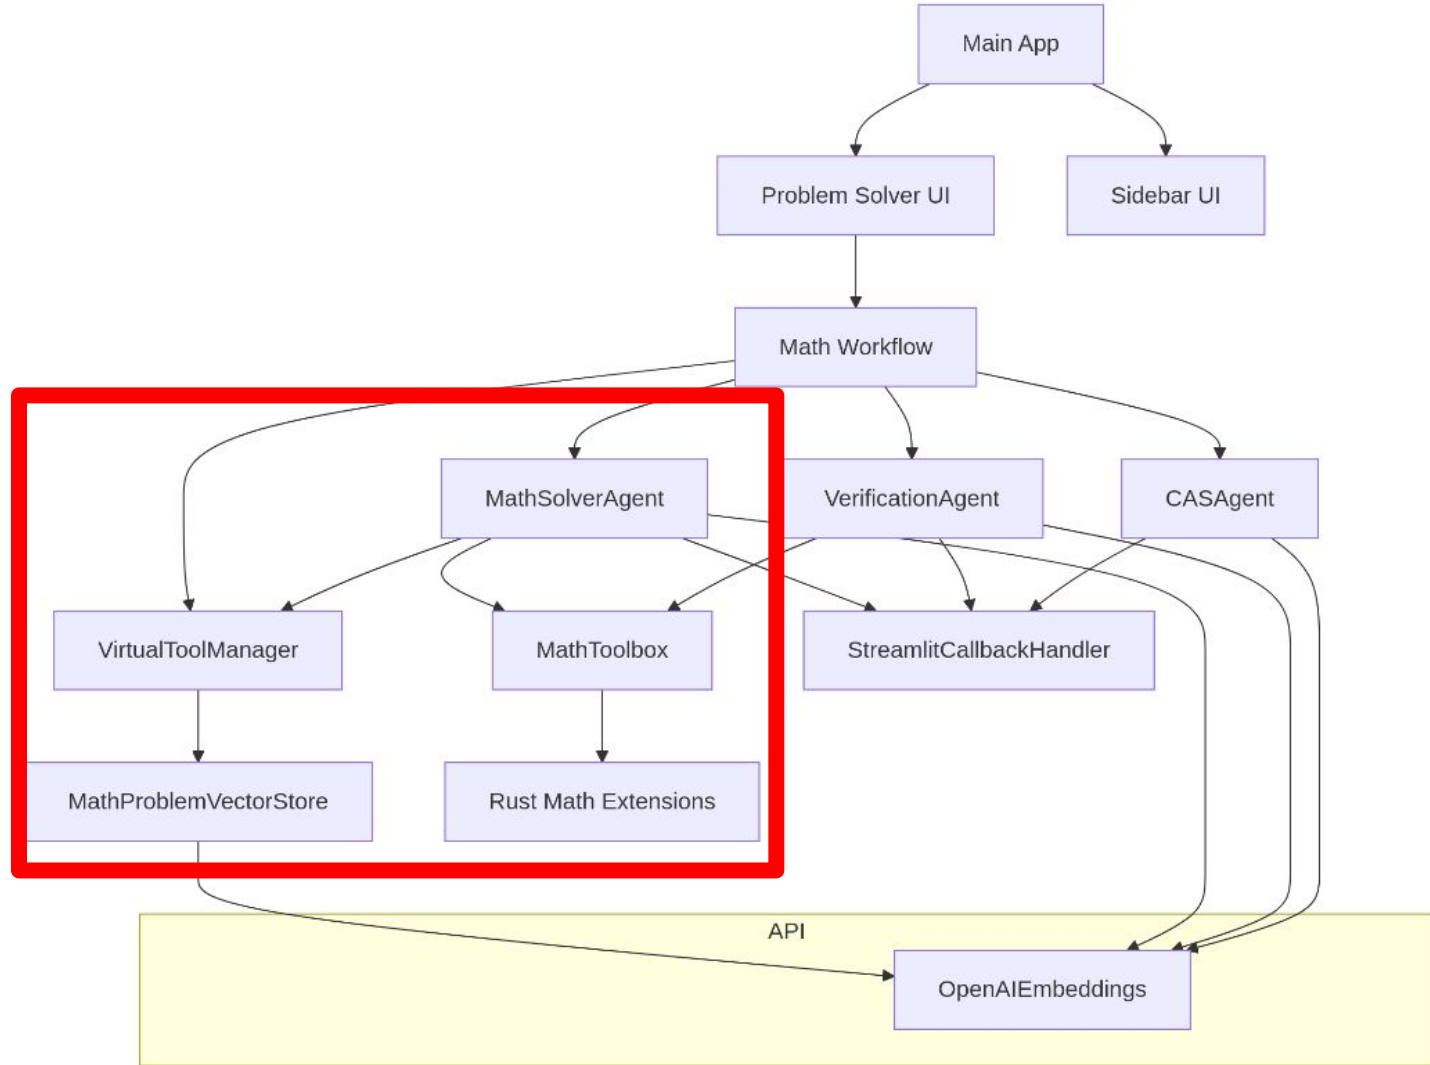 Main App
Problem Solver UI
Sidebar UI
Math Workflow
MathSolverAgent
VerificationAgent
CASAgent
VirtualToolManager
MathToolbox
StreamlitCallbackHandler
MathProblemVectorStore
Rust Math Extensions
API
OpenAIEmbeddings